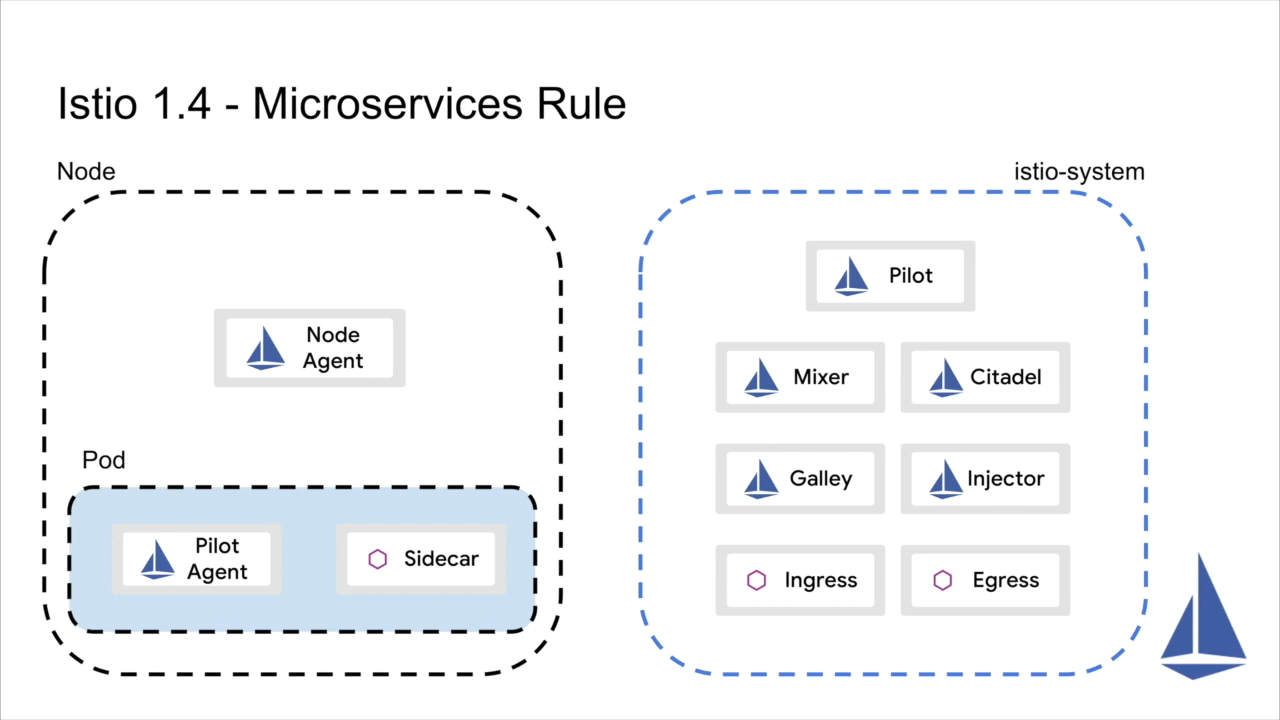 Istio 1.4 - Microservices Rule
Node
istio-system
Node
Agent
Pod
Pilot
Agent
Sidecar
Pilot
Mixer
Citadel
Galley
Injector
Ingress
Egress